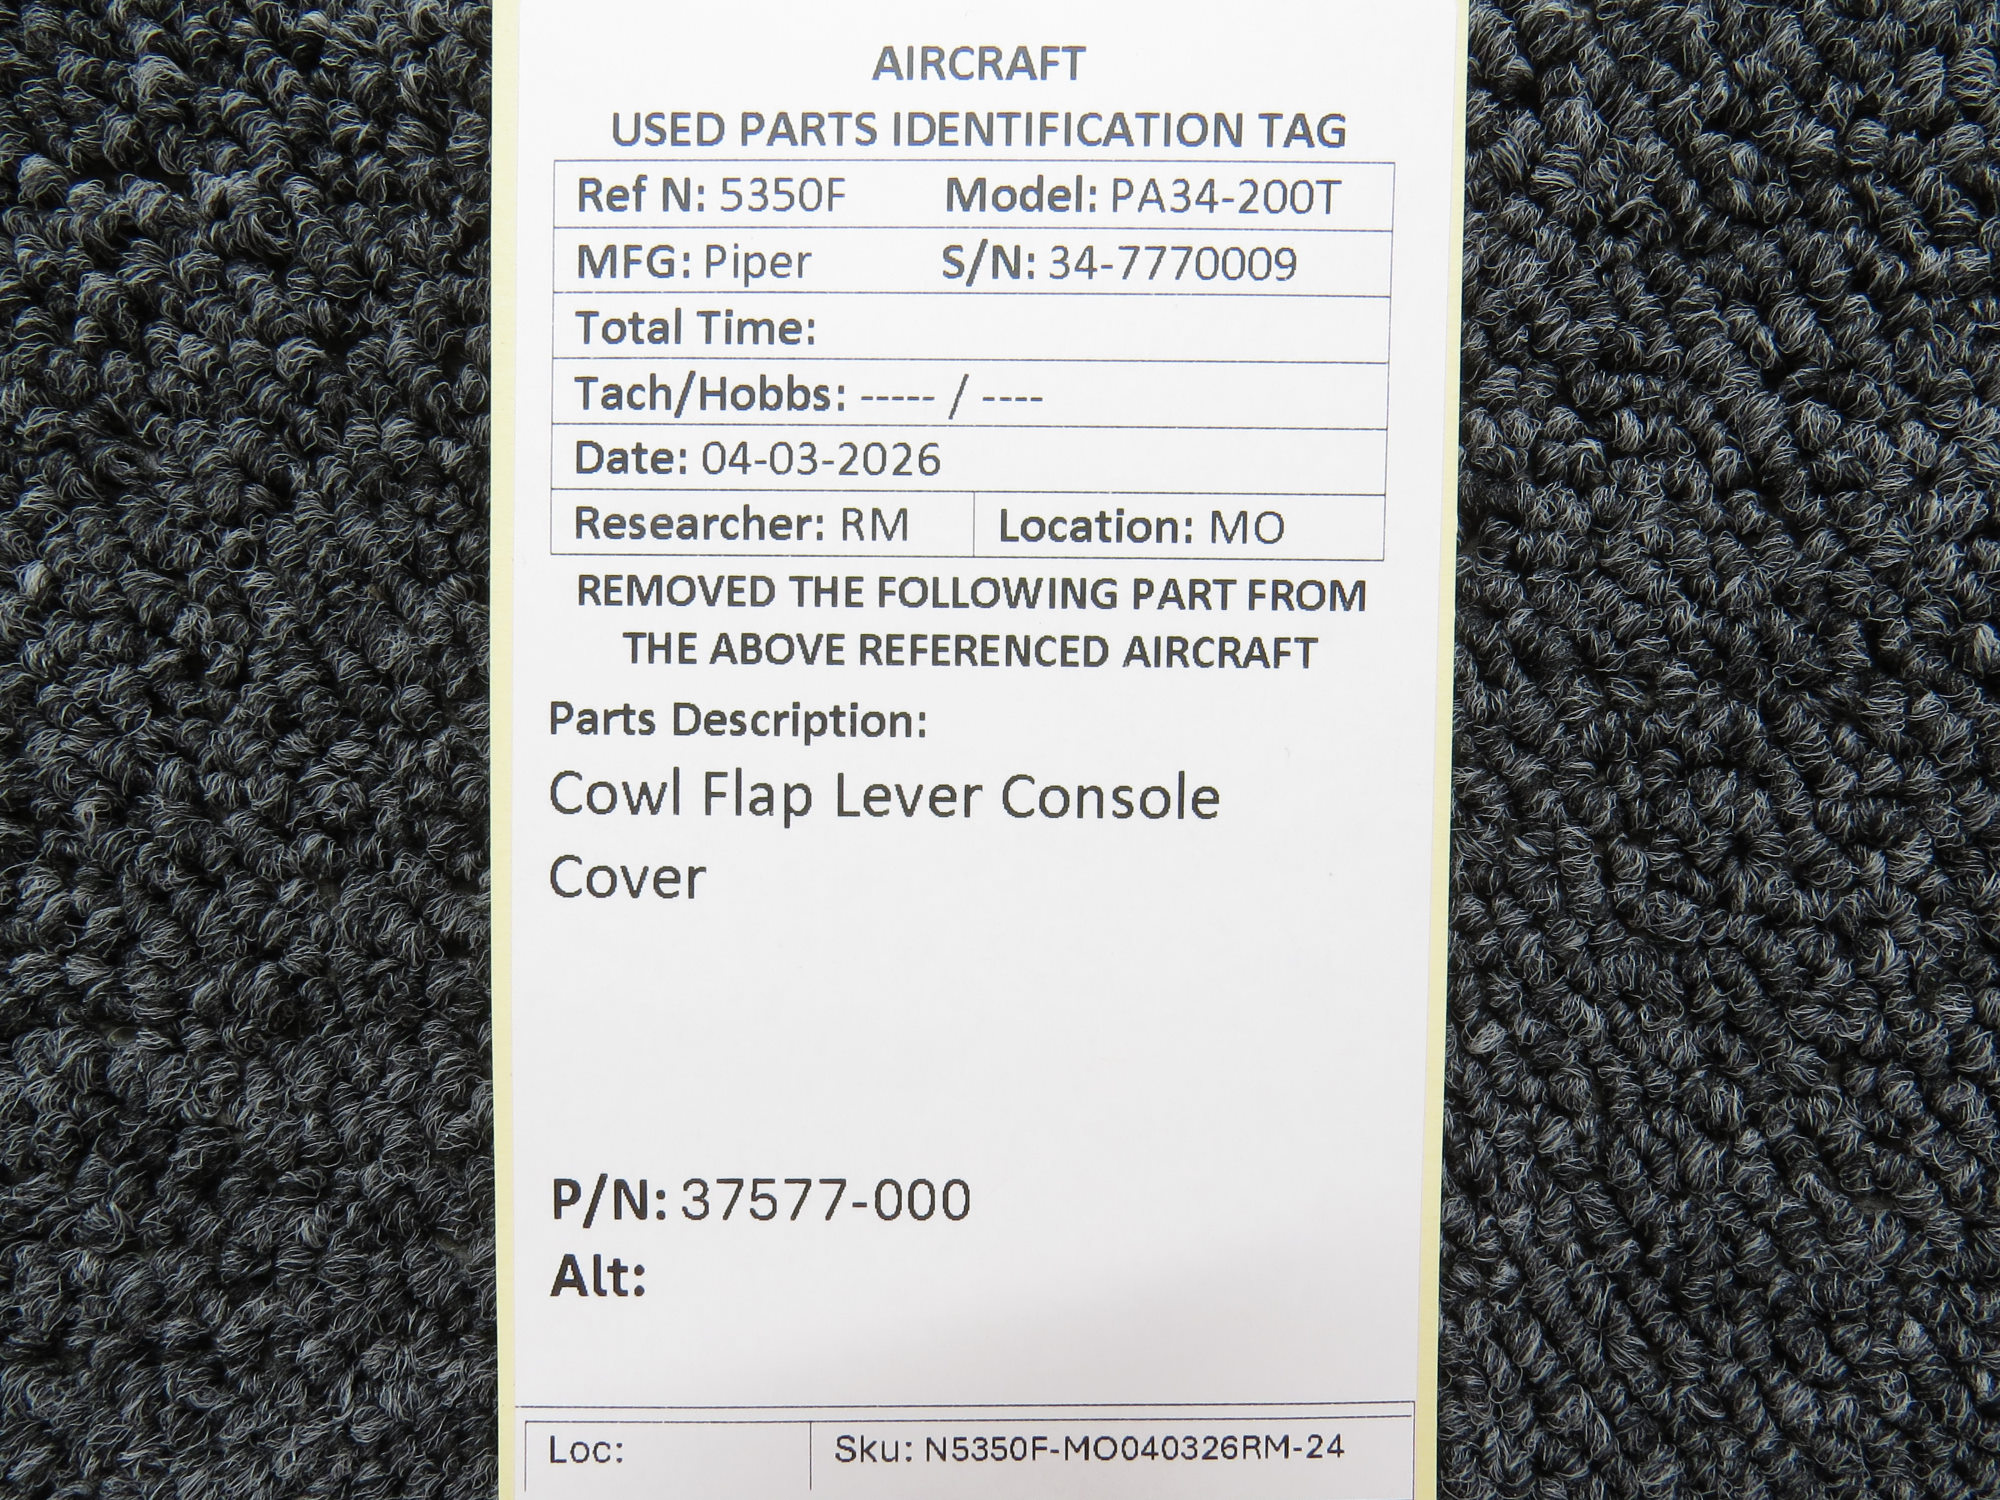 AIRCRAFT
USED PARTS IDENTIFICATION TAG
Ref N: 5350F Model: PA34-200T
MFG: Piper S/N: 34-7770009
Total Time:
Tach/Hobbs: ----- / ----
Date: 04-03-2026
Researcher: RM Location: MO
REMOVED THE FOLLOWING PART FROM
THE ABOVE REFERENCED AIRCRAFT
Parts Description:
Cowl Flap Lever Console
Cover
P/N: 37577-000
Alt:
Loc: Sku: N5350F-MO040326RM-24